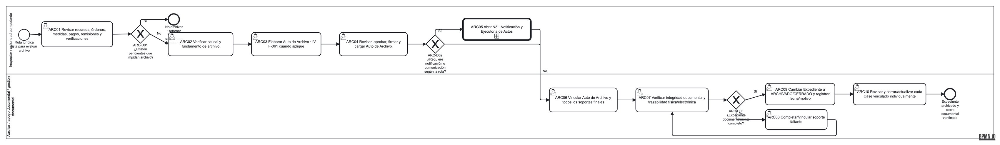 Inspector / autoridad competente
Ruta jurídica
lista para evaluar
archivo
ARC01 Revisar recursos, órdenes,
medidas, pagos, remisiones y
verificaciones
ARC-D01
¿Existen
pendientes que
impidan archivo?
Sí
No
No archivar
· retornar
ARC02 Verificar causal y
fundamento de archivo
ARC03 Elaborar Auto de Archivo · IV-
F-361 cuando aplique
ARC04 Revisar, aprobar, firmar y
cargar Auto de Archivo
ARC-D02
¿Requiere
notificación o
comunicación
según la ruta?
Sí
ARC05 Abrir N3 · Notificación y
Ejecutoria de Actos
No
Auxiliar / apoyo documental / gestión
documental
ARC06 Vincular Auto de Archivo y
todos los soportes finales
ARC07 Verificar integridad documental y
trazabilidad física/electrónica
ARC-D03
¿Expediente
documentalmente
completo?
Sí
No
ARC09 Cambiar Expediente a
ARCHIVADO/CERRADO y registrar
fecha/motivo
ARC08 Completar/vincular soporte
faltante
ARC10 Revisar y cerrar/actualizar cada
Case vinculado individualmente
Expediente
archivado y
cierre
documental
verificado
BPMN.iO